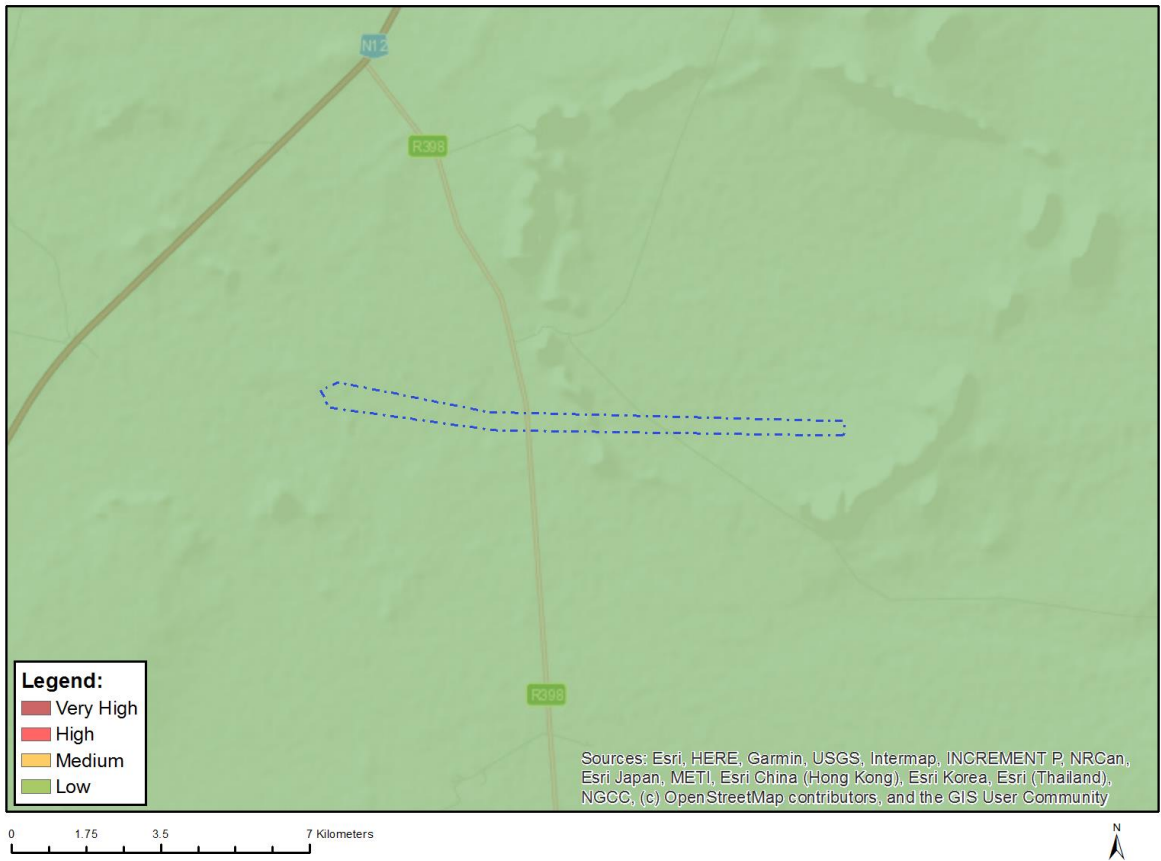 N12
R398
R398
Legend:
Very High
High
Medium
Low
Sources: Esri, HERE, Garmin, USGS, Intermap, INCREMENT P, NRCan,
Esri Japan, METI, Esri China (Hong Kong), Esri Korea, Esri (Thailand),
NGCC, (c) OpenStreetMap contributors, and the GIS User Community
0 1.75 3.5 7 Kilometers
N